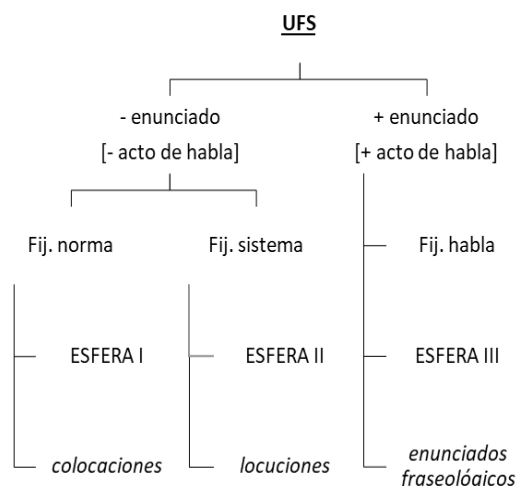 UFS
- enunciado
[- acto de habla]
+ enunciado
[+ acto de habla]
Fij. norma
Fij. sistema
Fij. habla
ESFERA I
ESFERA II
ESFERA III
colocaciones
locuciones
enunciados
fraseológicos